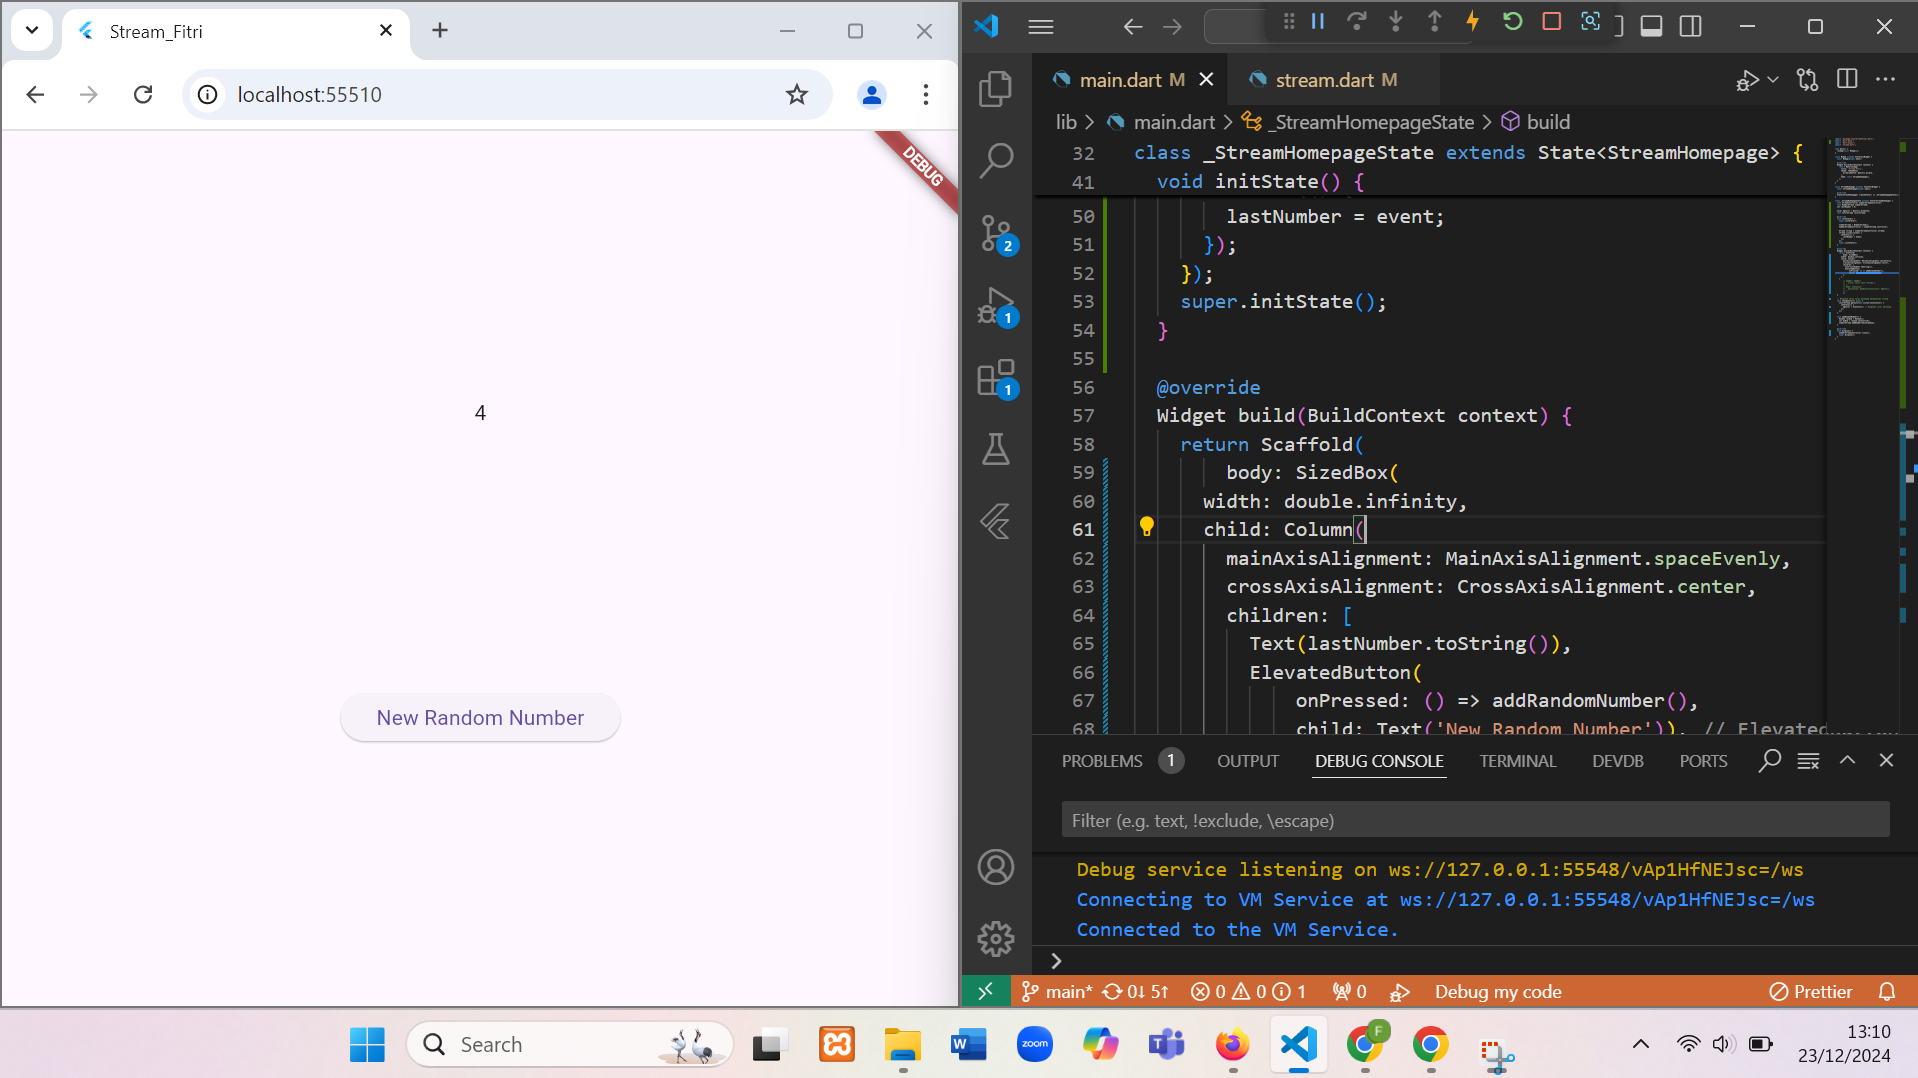 Stream_Fitri
localhost:55510
DEBUG
4
New Random Number
main.dart M
stream.dart M
lib > main.dart > _StreamHomepageState > build
32 class _StreamHomepageState extends State<StreamHomepage> {
41 void initState() {
50 lastNumber = event;
51 });
52 });
53 super.initState();
54 }
55
56 @override
57 Widget build(BuildContext context) {
58 return Scaffold(
59 body: SizedBox(
60 width: double.infinity,
61 child: Column(
62 mainAxisAlignment: MainAxisAlignment.spaceEvenly,
63 crossAxisAlignment: CrossAxisAlignment.center,
64 children: [
65 Text(lastNumber.toString()),
66 ElevatedButton(
67 onPressed: () => addRandomNumber(),
68 child: Text('New Random Number')),
2
1
1
PROBLEMS 1 OUTPUT DEBUG CONSOLE TERMINAL DEVDB PORTS
Filter (e.g. text, !exclude, \escape)
Debug service listening on ws://127.0.0.1:55548/vAp1HfNEJsc=/ws
Connecting to VM Service at ws://127.0.0.1:55548/vAp1HfNEJsc=/ws
Connected to the VM Service.
>
main* 0↓ 5↑ 0 0 1 0 Debug my code Prettier
Search
zoom
F
13:10
23/12/2024